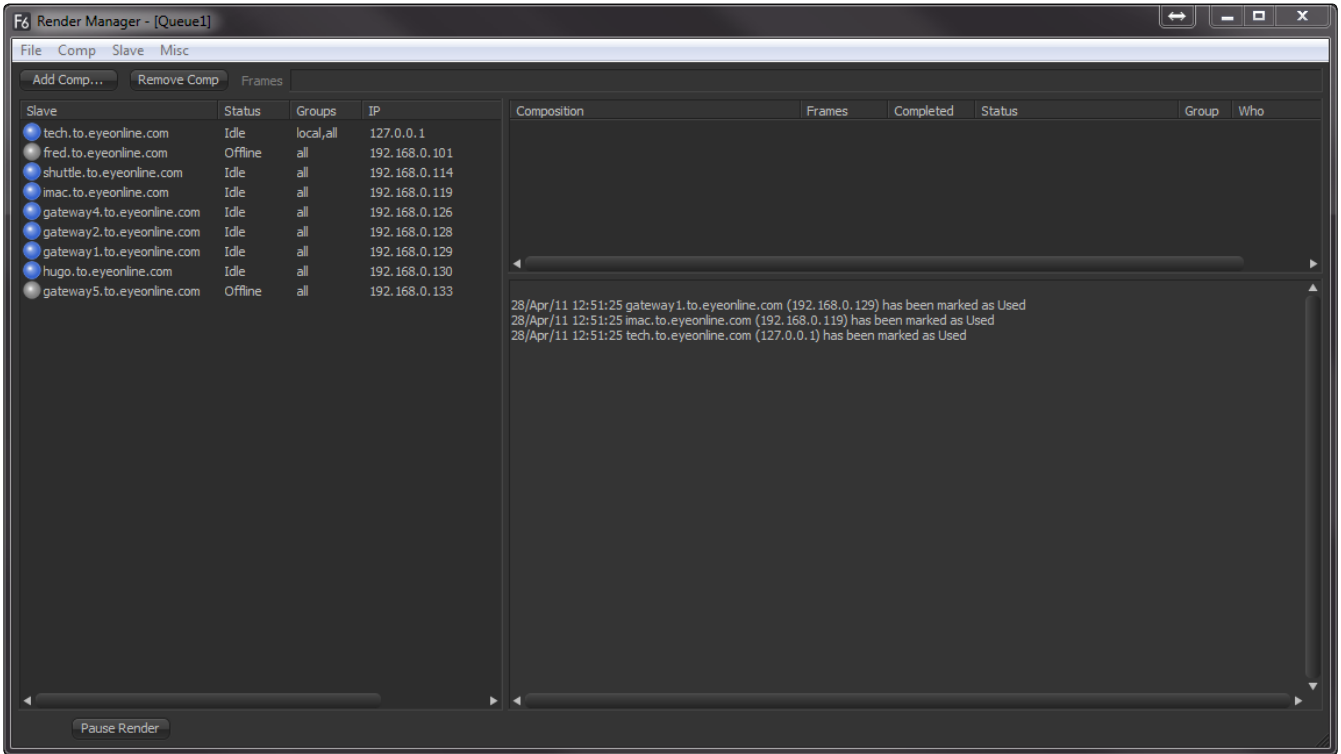 F6 Render Manager - [Queue1]
File Comp Slave Misc
Add Comp... Remove Comp Frames
Slave Status Groups IP
tech.to.eyeonline.com Idle local,all 127.0.0.1
fred.to.eyeonline.com Offline all 192.168.0.101
shuttle.to.eyeonline.com Idle all 192.168.0.114
imac.to.eyeonline.com Idle all 192.168.0.119
gateway4.to.eyeonline.com Idle all 192.168.0.126
gateway2.to.eyeonline.com Idle all 192.168.0.128
gateway1.to.eyeonline.com Idle all 192.168.0.129
hugo.to.eyeonline.com Idle all 192.168.0.130
gateway5.to.eyeonline.com Offline all 192.168.0.133
Composition Frames Completed Status Group Who
28/Apr/11 12:51:25 gateway1.to.eyeonline.com (192.168.0.129) has been marked as Used
28/Apr/11 12:51:25 imac.to.eyeonline.com (192.168.0.119) has been marked as Used
28/Apr/11 12:51:25 tech.to.eyeonline.com (127.0.0.1) has been marked as Used
Pause Render